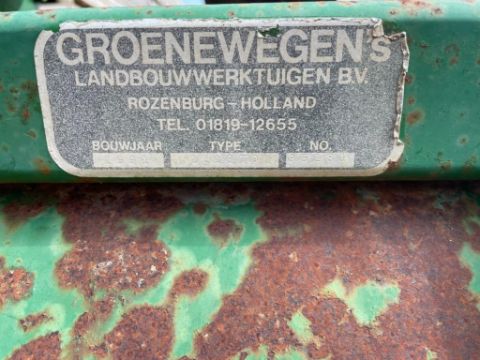 GROENEWEGEN's
LANDBOUWWERKTUIGEN B.V.
ROZENBURG - HOLLAND
TEL. 01819-12655
BOUWJAAR TYPE NO.